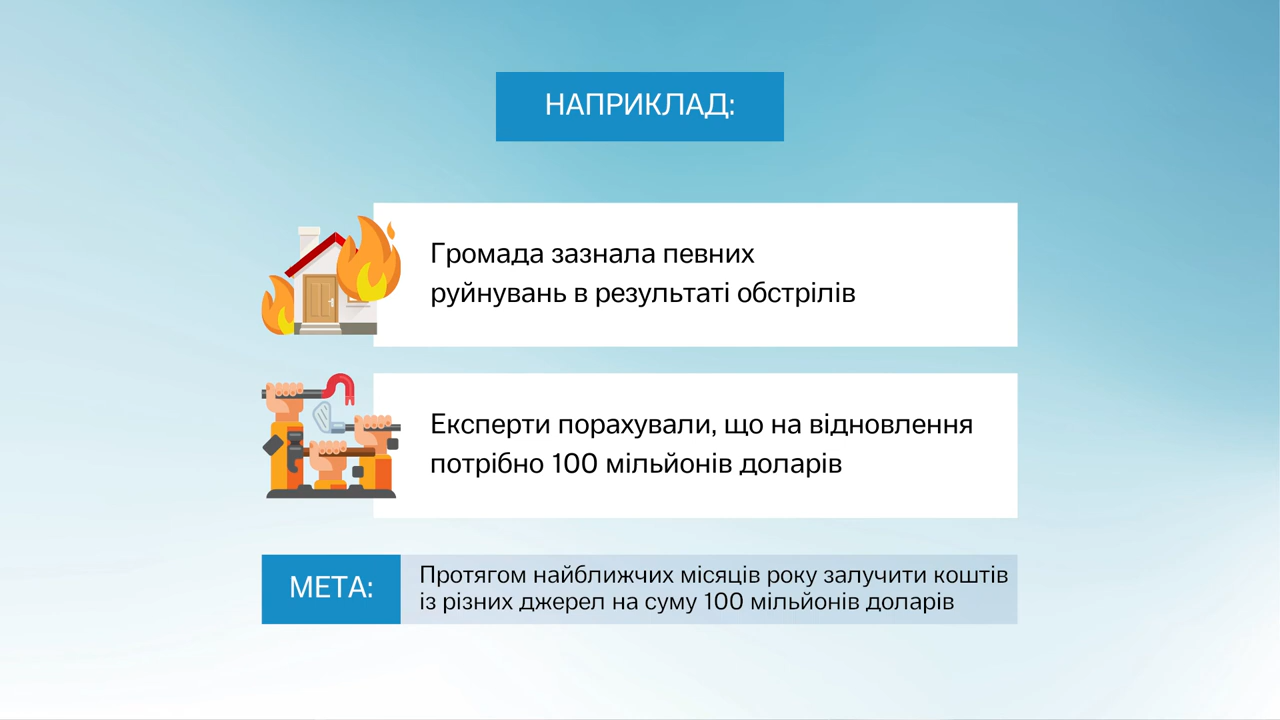 НАПРИКЛАД:
Громада зазнала певних
руйнувань в результаті обстрілів
Експерти порахували, що на відновлення
потрібно 100 мільйонів доларів
МЕТА:
Протягом найближчих місяців року залучити коштів
із різних джерел на суму 100 мільйонів доларів